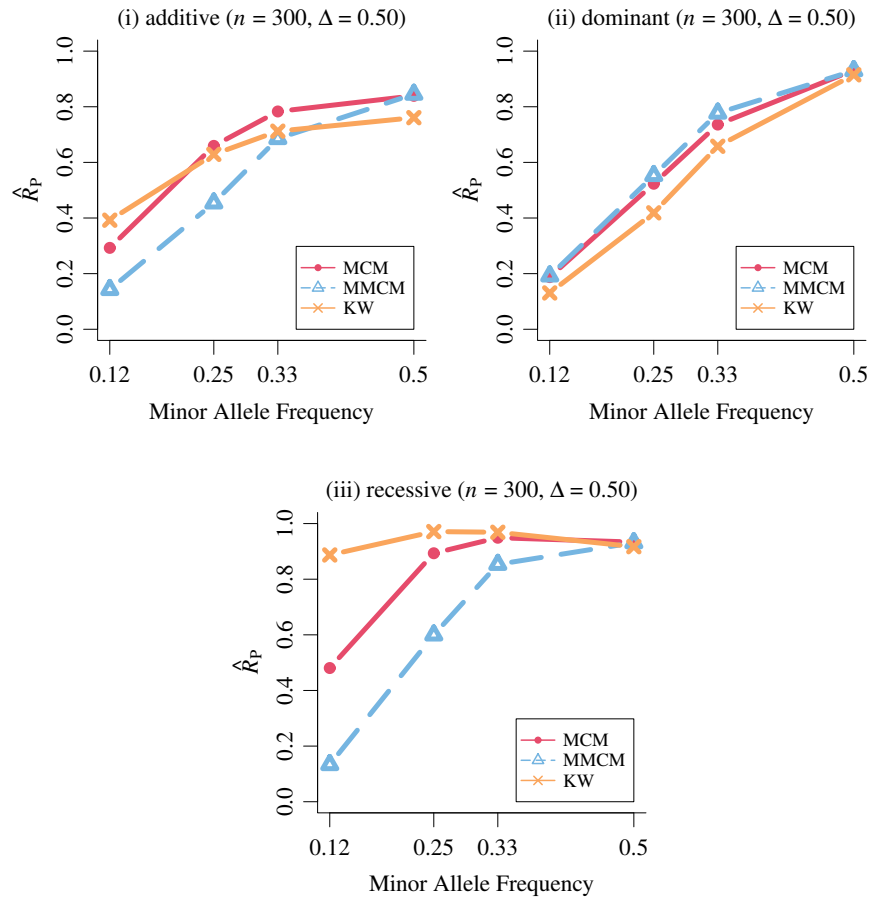 (i) additive (n = 300, Δ = 0.50)
1.0
0.8
0.6
0.4
0.2
0.0
R̂P
MCM
MMCM
KW
0.12 0.25 0.33 0.5
Minor Allele Frequency
(ii) dominant (n = 300, Δ = 0.50)
1.0
0.8
0.6
0.4
0.2
0.0
R̂P
MCM
MMCM
KW
0.12 0.25 0.33 0.5
Minor Allele Frequency
(iii) recessive (n = 300, Δ = 0.50)
1.0
0.8
0.6
0.4
0.2
0.0
R̂P
MCM
MMCM
KW
0.12 0.25 0.33 0.5
Minor Allele Frequency